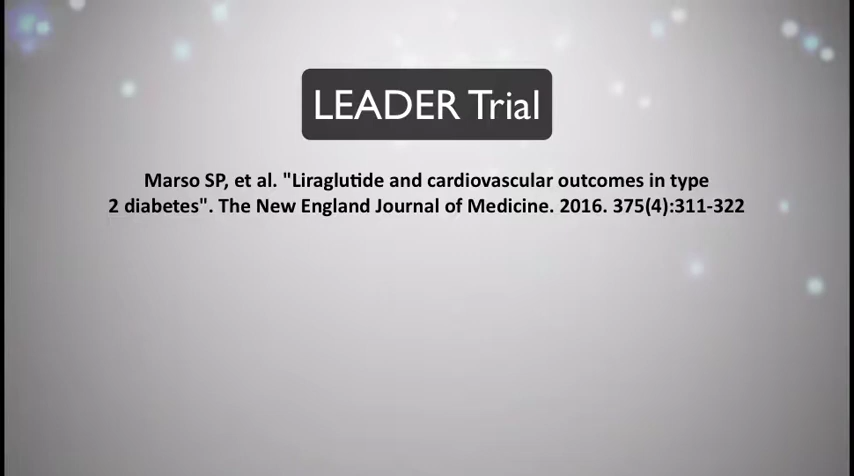 LEADER Trial
Marso SP, et al. "Liraglutide and cardiovascular outcomes in type
2 diabetes". The New England Journal of Medicine. 2016. 375(4):311-322